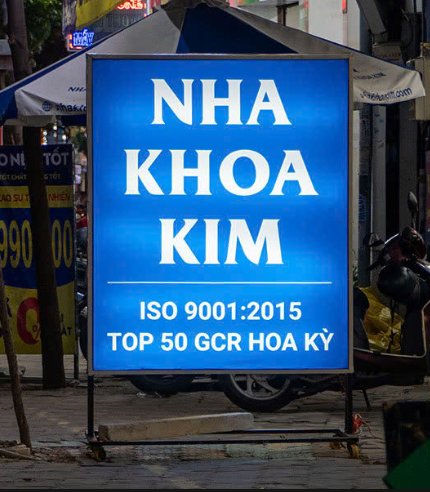 NHA
KHOA
KIM
ISO 9001:2015
TOP 50 GCR HOA KỲ